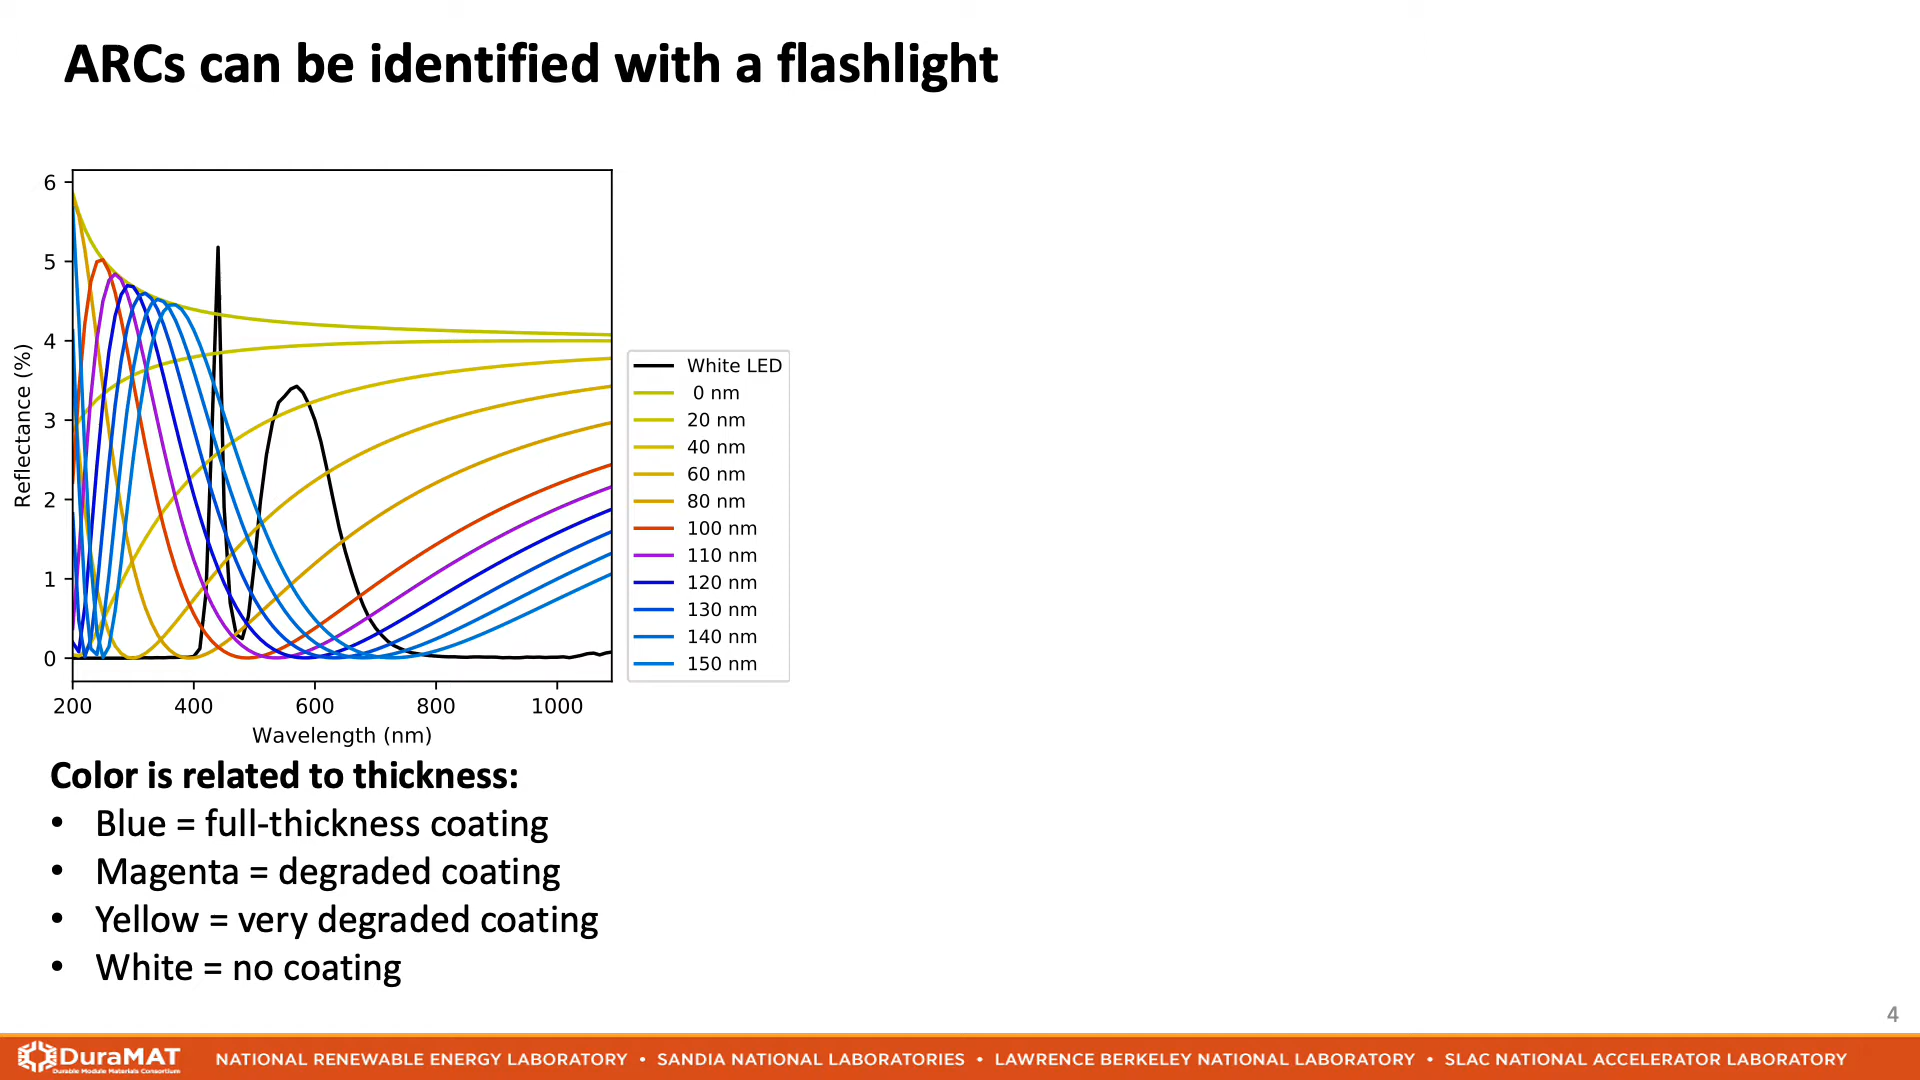 ARCs can be identified with a flashlight
6
5
4
3
2
1
0
Reflectance (%)
200 400 600 800 1000
Wavelength (nm)
White LED
0 nm
20 nm
40 nm
60 nm
80 nm
100 nm
110 nm
120 nm
130 nm
140 nm
150 nm
Color is related to thickness:
• Blue = full-thickness coating
• Magenta = degraded coating
• Yellow = very degraded coating
• White = no coating
4
DuraMAT
Durable Module Materials Consortium
NATIONAL RENEWABLE ENERGY LABORATORY • SANDIA NATIONAL LABORATORIES • LAWRENCE BERKELEY NATIONAL LABORATORY • SLAC NATIONAL ACCELERATOR LABORATORY